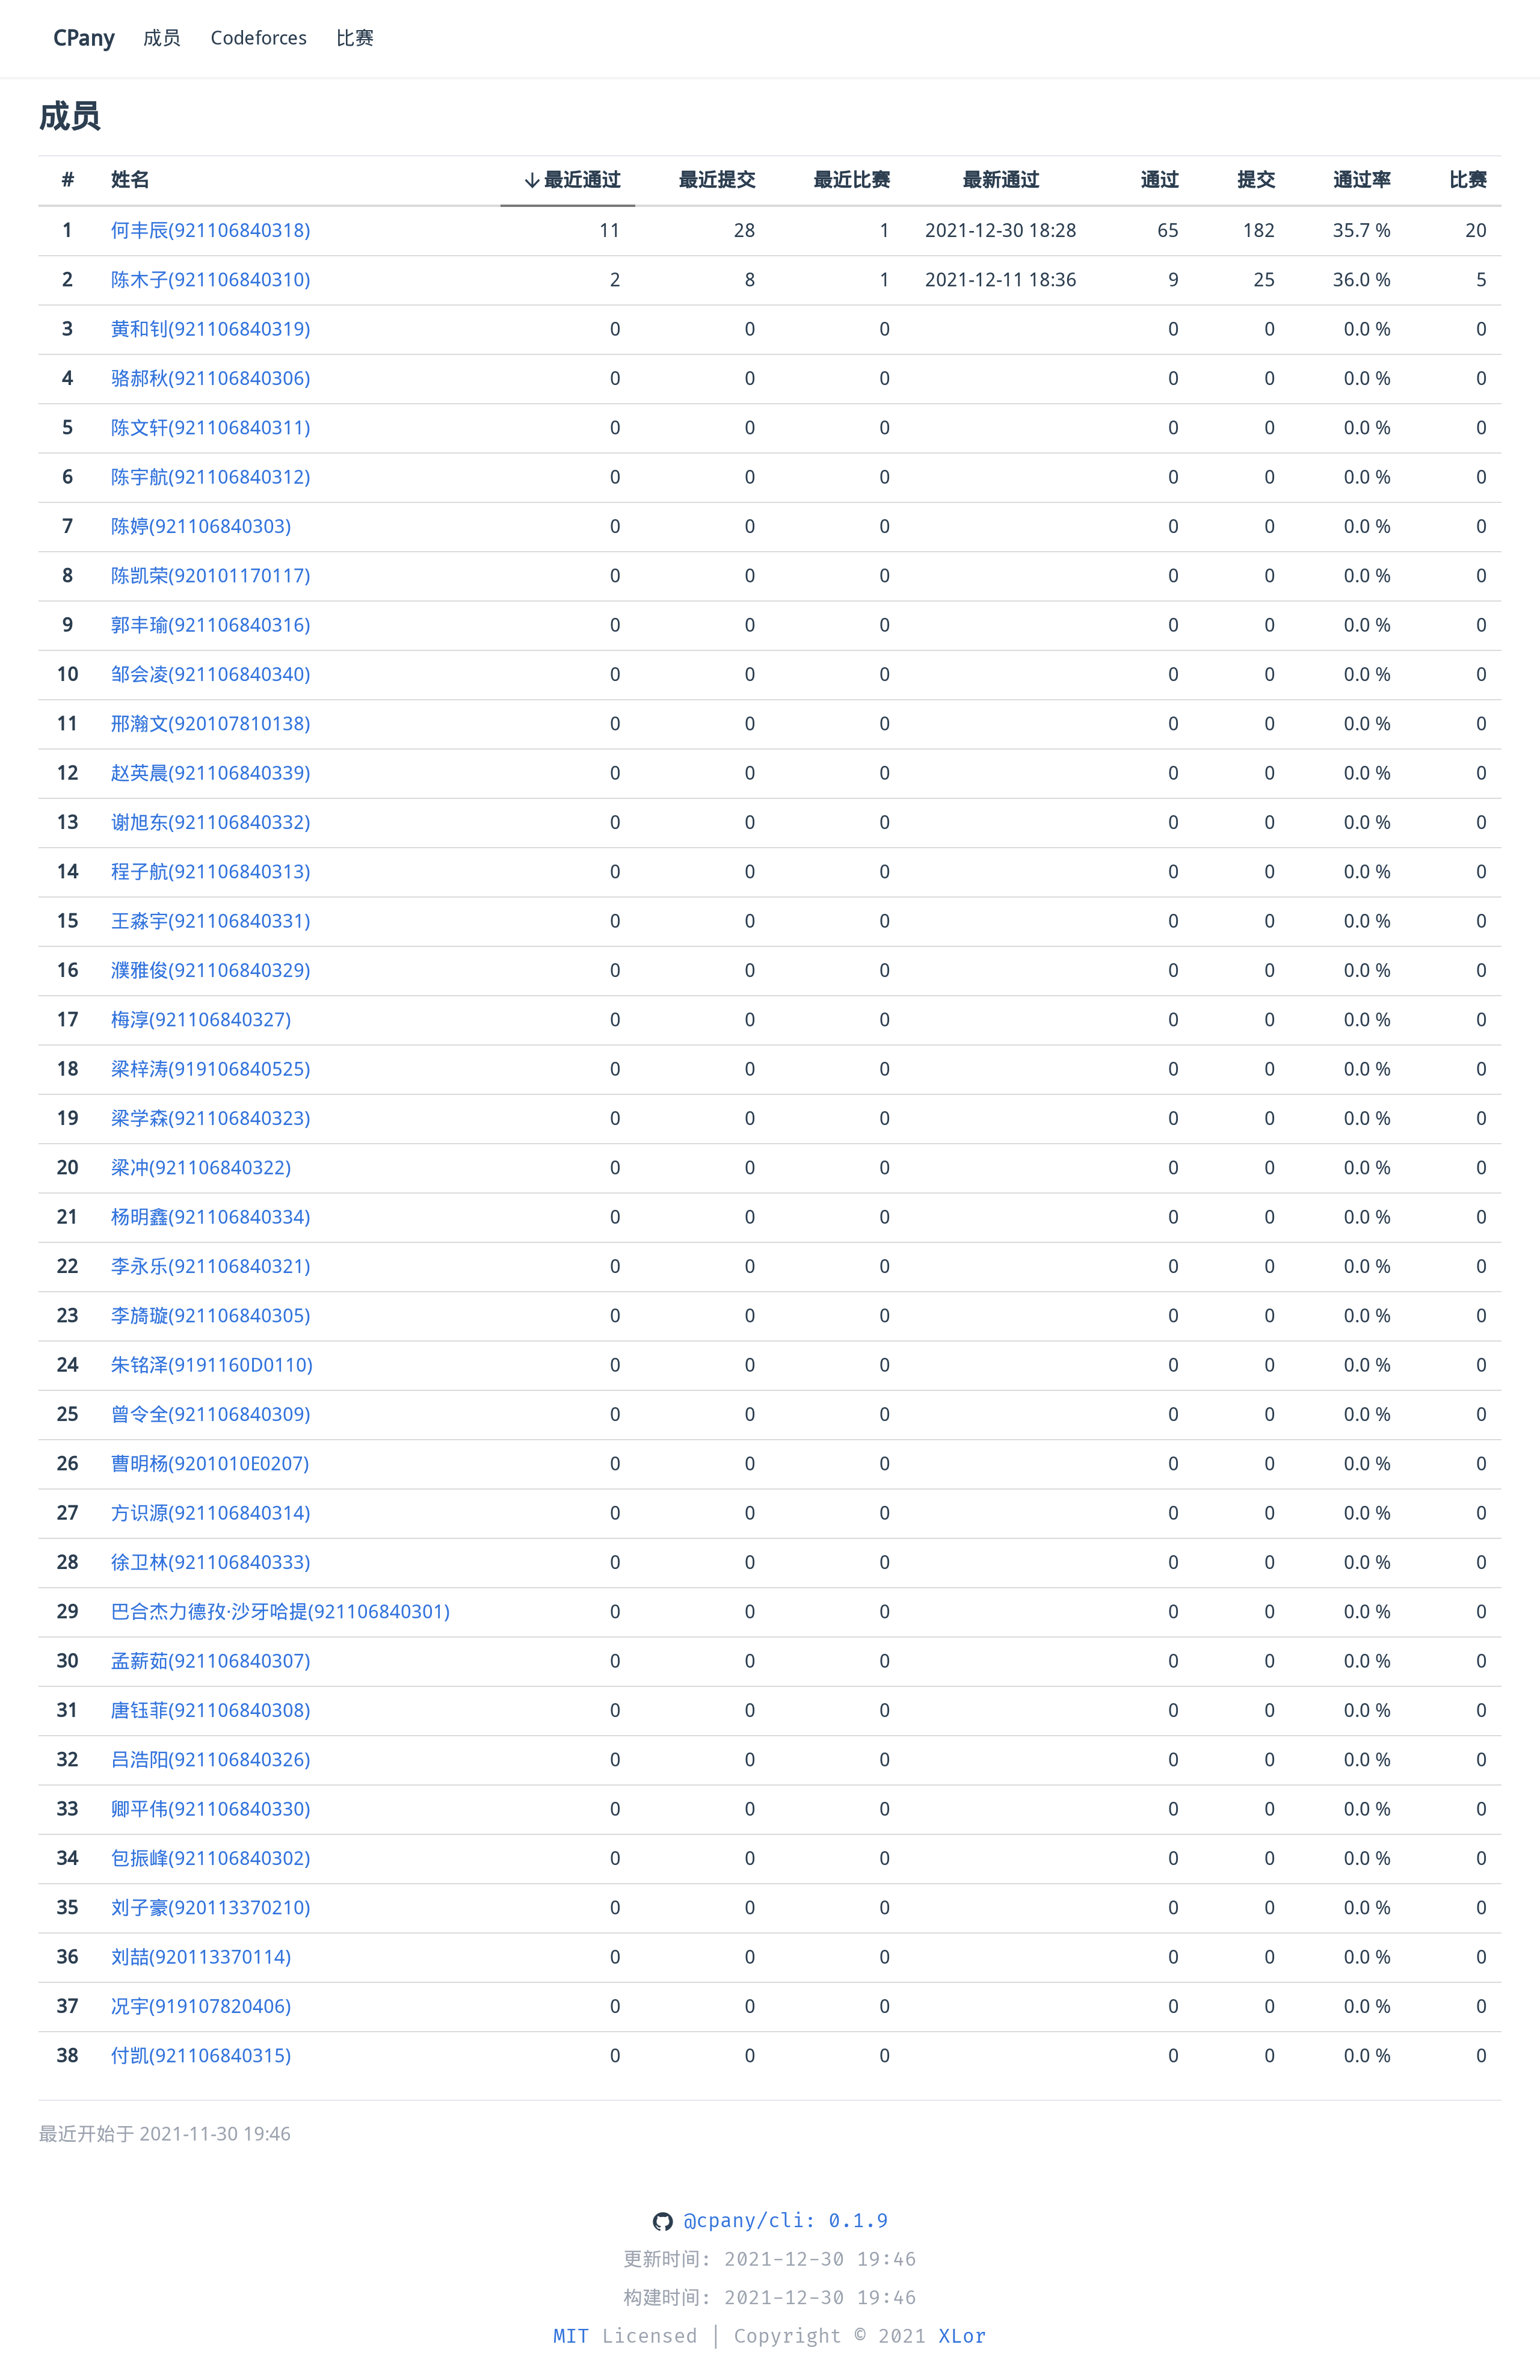 CPany 成员 Codeforces 比赛
成员
# 姓名 ↓ 最近通过 最近提交 最近比赛 最新通过 通过 提交 通过率 比赛
1 何丰辰(921106840318) 11 28 1 2021-12-30 18:28 65 182 35.7 % 20
2 陈木子(921106840310) 2 8 1 2021-12-11 18:36 9 25 36.0 % 5
3 黄和钊(921106840319) 0 0 0 0 0 0.0 % 0
4 骆郝秋(921106840306) 0 0 0 0 0 0.0 % 0
5 陈文轩(921106840311) 0 0 0 0 0 0.0 % 0
6 陈宇航(921106840312) 0 0 0 0 0 0.0 % 0
7 陈婷(921106840303) 0 0 0 0 0 0.0 % 0
8 陈凯荣(920101170117) 0 0 0 0 0 0.0 % 0
9 郭丰瑜(921106840316) 0 0 0 0 0 0.0 % 0
10 邹会凌(921106840340) 0 0 0 0 0 0.0 % 0
11 邢瀚文(920107810138) 0 0 0 0 0 0.0 % 0
12 赵英晨(921106840339) 0 0 0 0 0 0.0 % 0
13 谢旭东(921106840332) 0 0 0 0 0 0.0 % 0
14 程子航(921106840313) 0 0 0 0 0 0.0 % 0
15 王淼宇(921106840331) 0 0 0 0 0 0.0 % 0
16 濮雅俊(921106840329) 0 0 0 0 0 0.0 % 0
17 梅淳(921106840327) 0 0 0 0 0 0.0 % 0
18 梁梓涛(919106840525) 0 0 0 0 0 0.0 % 0
19 梁学森(921106840323) 0 0 0 0 0 0.0 % 0
20 梁冲(921106840322) 0 0 0 0 0 0.0 % 0
21 杨明鑫(921106840334) 0 0 0 0 0 0.0 % 0
22 李永乐(921106840321) 0 0 0 0 0 0.0 % 0
23 李旖璇(921106840305) 0 0 0 0 0 0.0 % 0
24 朱铭泽(9191160D0110) 0 0 0 0 0 0.0 % 0
25 曾令全(921106840309) 0 0 0 0 0 0.0 % 0
26 曹明杨(9201010E0207) 0 0 0 0 0 0.0 % 0
27 方识源(921106840314) 0 0 0 0 0 0.0 % 0
28 徐卫林(921106840333) 0 0 0 0 0 0.0 % 0
29 巴合杰力德孜·沙牙哈提(921106840301) 0 0 0 0 0 0.0 % 0
30 孟薪茹(921106840307) 0 0 0 0 0 0.0 % 0
31 唐钰菲(921106840308) 0 0 0 0 0 0.0 % 0
32 吕浩阳(921106840326) 0 0 0 0 0 0.0 % 0
33 卿平伟(921106840330) 0 0 0 0 0 0.0 % 0
34 包振峰(921106840302) 0 0 0 0 0 0.0 % 0
35 刘子豪(920113370210) 0 0 0 0 0 0.0 % 0
36 刘喆(920113370114) 0 0 0 0 0 0.0 % 0
37 况宇(919107820406) 0 0 0 0 0 0.0 % 0
38 付凯(921106840315) 0 0 0 0 0 0.0 % 0
最近开始于 2021-11-30 19:46
@cpany/cli: 0.1.9
更新时间: 2021-12-30 19:46
构建时间: 2021-12-30 19:46
MIT Licensed | Copyright © 2021 XLor